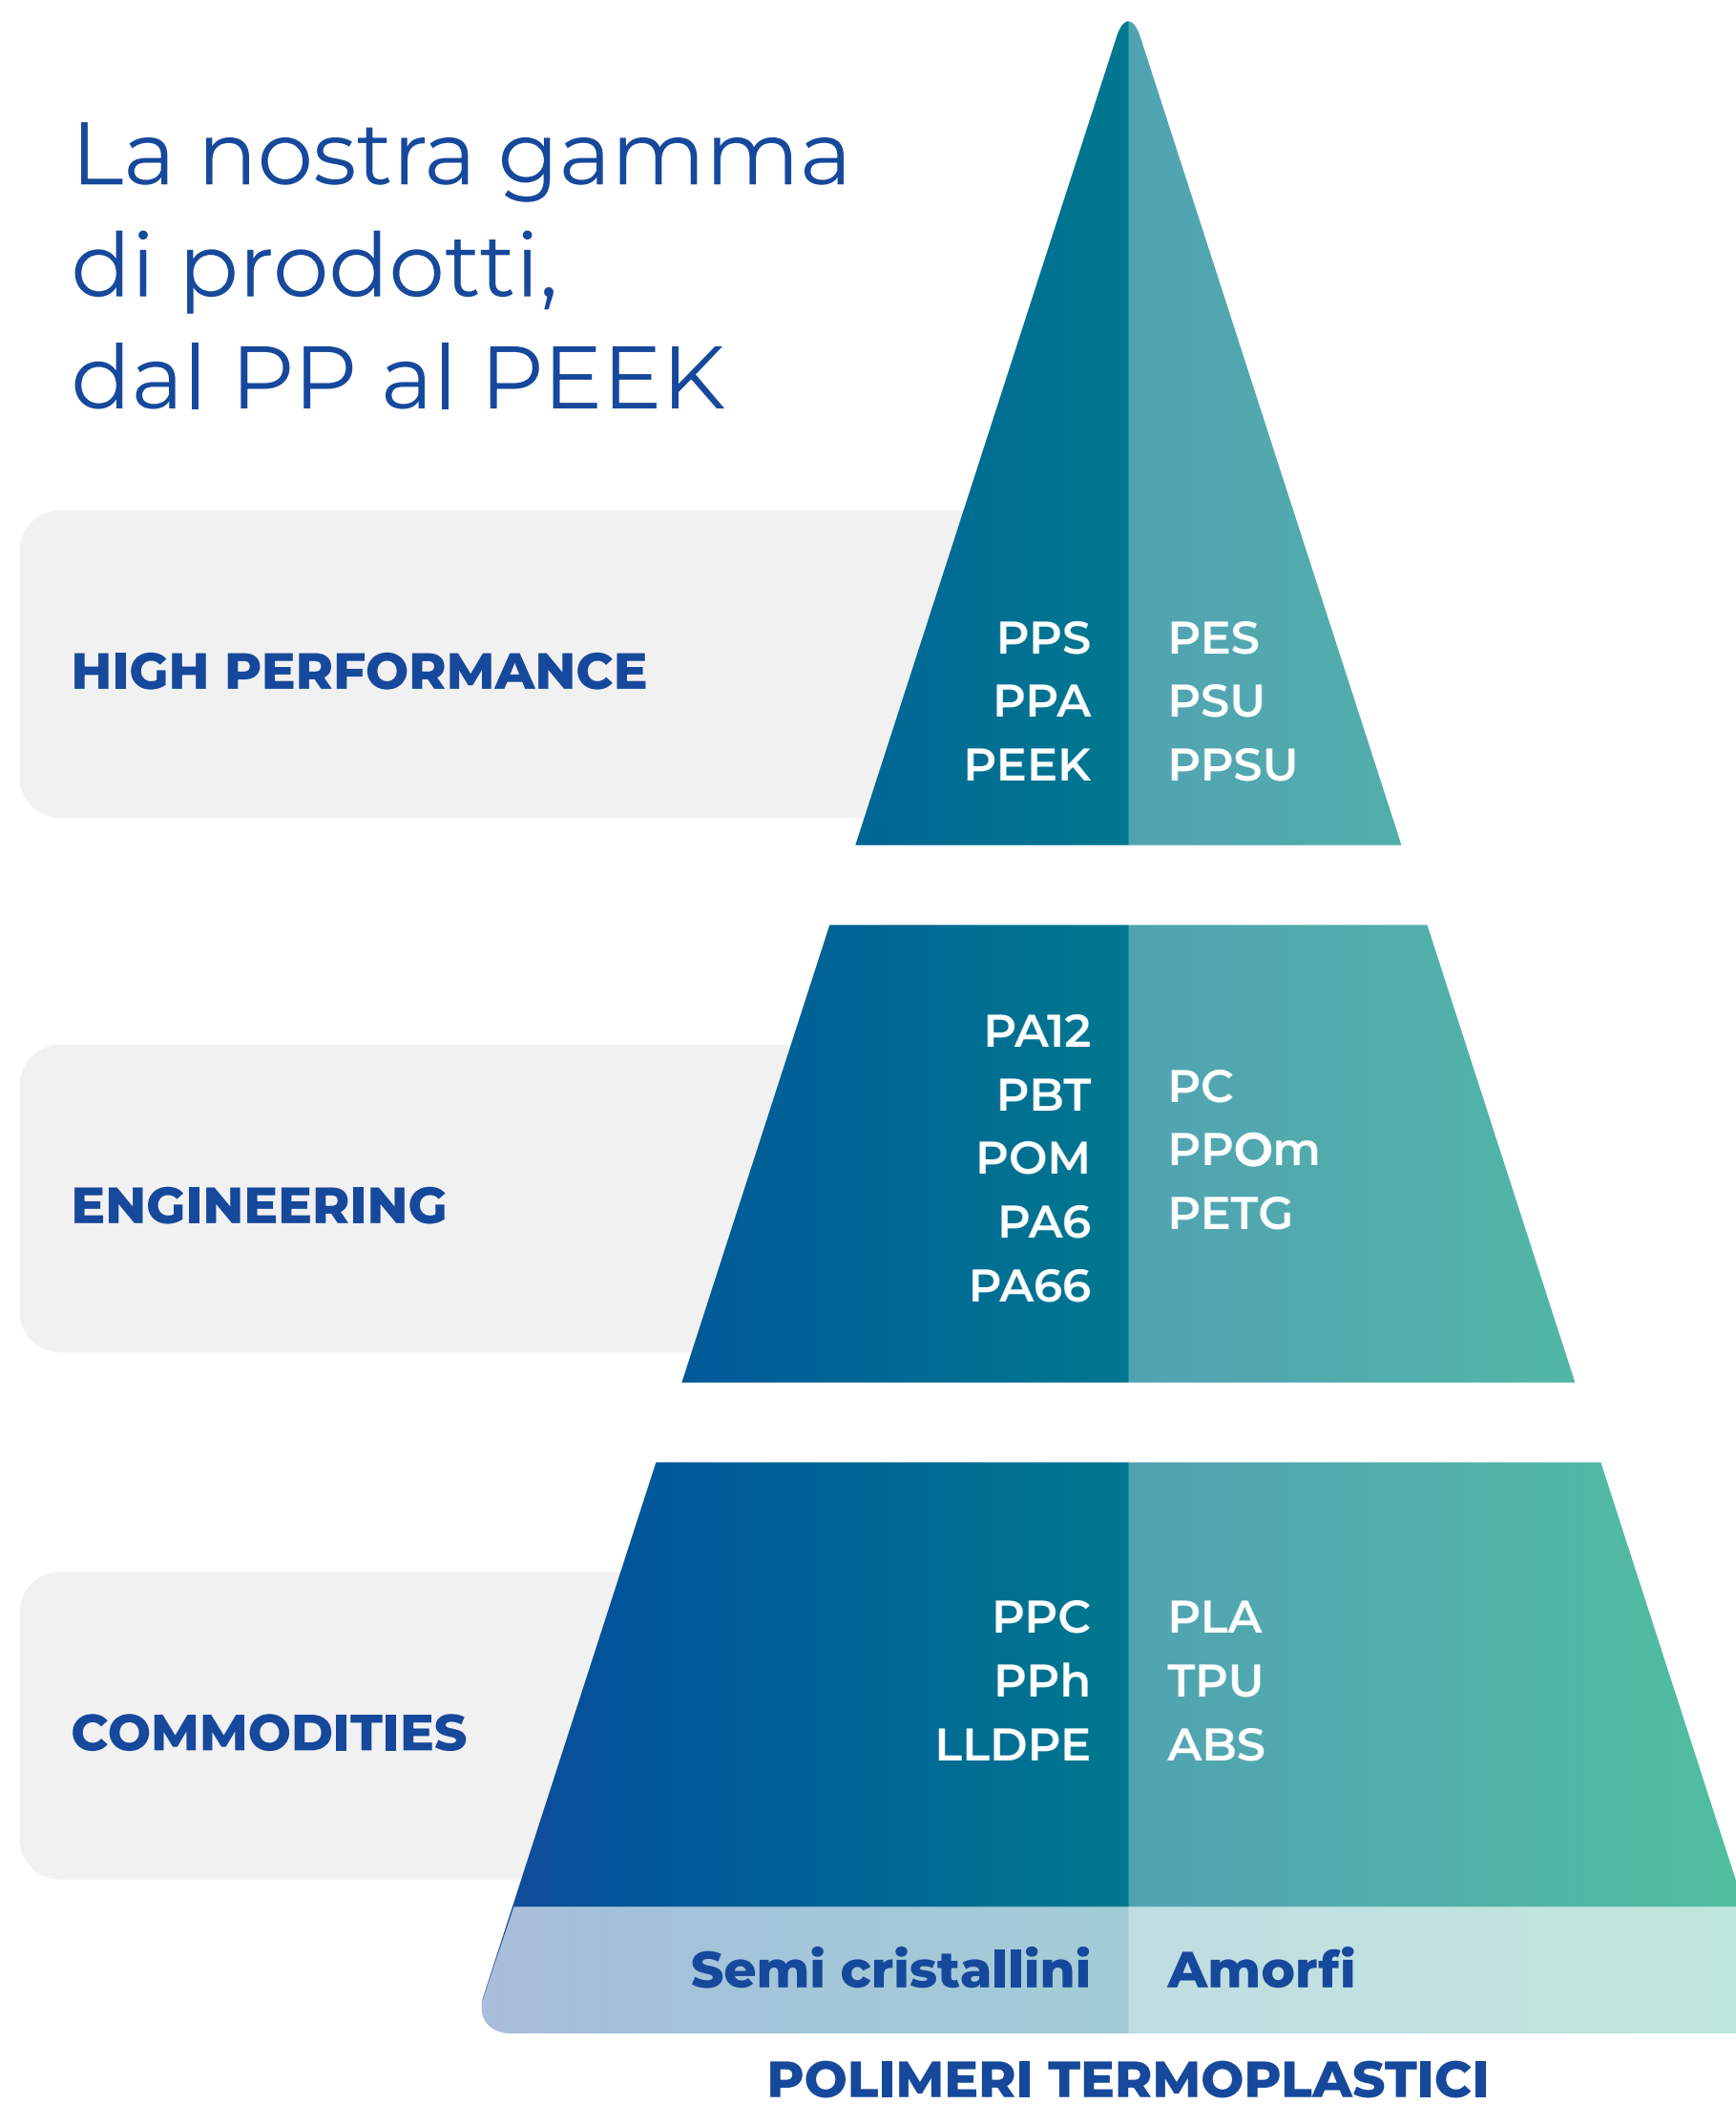 La nostra gamma
di prodotti,
dal PP al PEEK
HIGH PERFORMANCE
PPS
PPA
PEEK
PES
PSU
PPSU
ENGINEERING
PA12
PBT
POM
PA6
PA66
PC
PPOm
PETG
COMMODITIES
PPC
PPh
LLDPE
PLA
TPU
ABS
Semi cristallini
Amorfi
POLIMERI TERMOPLASTICI